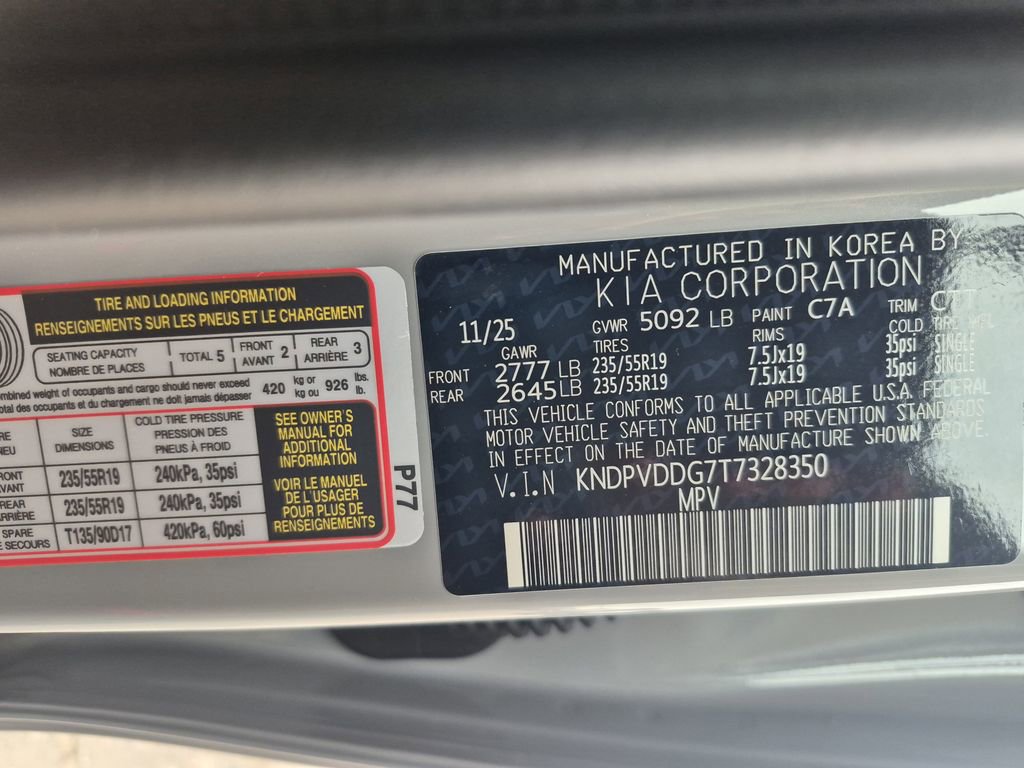 TIRE AND LOADING INFORMATION
RENSEIGNEMENTS SUR LES PNEUS ET LE CHARGEMENT
SEATING CAPACITY
NOMBRE DE PLACES
TOTAL 5
FRONT
AVANT 2
REAR
ARRIÈRE 3
weight of occupants and cargo should never exceed
des occupants et du chargement ne doit jamais dépasser
420 kg or
kg ou
926 lbs.
lb.
SIZE
DIMENSIONS
COLD TIRE PRESSURE
PRESSION DES
PNEUS À FROID
235/55R19 240kPa, 35psi
235/55R19 240kPa, 35psi
SPARE
SECOURS
T135/90D17 420kPa, 60psi
SEE OWNER'S
MANUAL FOR
ADDITIONAL
INFORMATION
VOIR LE MANUEL
DE L'USAGER
POUR PLUS DE
RENSEIGNEMENTS
P77
MANUFACTURED IN KOREA BY
KIA CORPORATION
11/25 GVWR 5092 LB PAINT C7A TRIM
GAWR TIRES RIMS COLD TIRE
FRONT 2777 LB 235/55R19 7.5Jx19 35psi SINGLE
REAR 2645 LB 235/55R19 7.5Jx19 35psi SINGLE
THIS VEHICLE CONFORMS TO ALL APPLICABLE U.S.A. FEDERAL
MOTOR VEHICLE SAFETY AND THEFT PREVENTION STANDARDS
IN EFFECT ON THE DATE OF MANUFACTURE SHOWN ABOVE.
V.I.N KNDPVDDG7T7328350
MPV